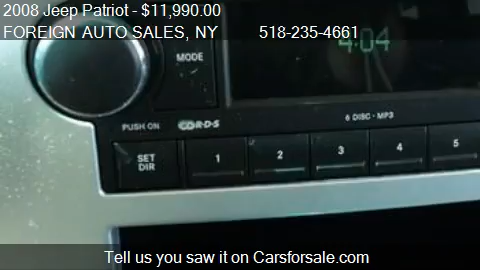 2008 Jeep Patriot - $11,990.00
FOREIGN AUTO SALES, NY 518-235-4661
MODE
4:04
PUSH ON
CD R·D·S
6 DISC · MP3
SET DIR
1
2
3
4
5
Tell us you saw it on Carsforsale.com